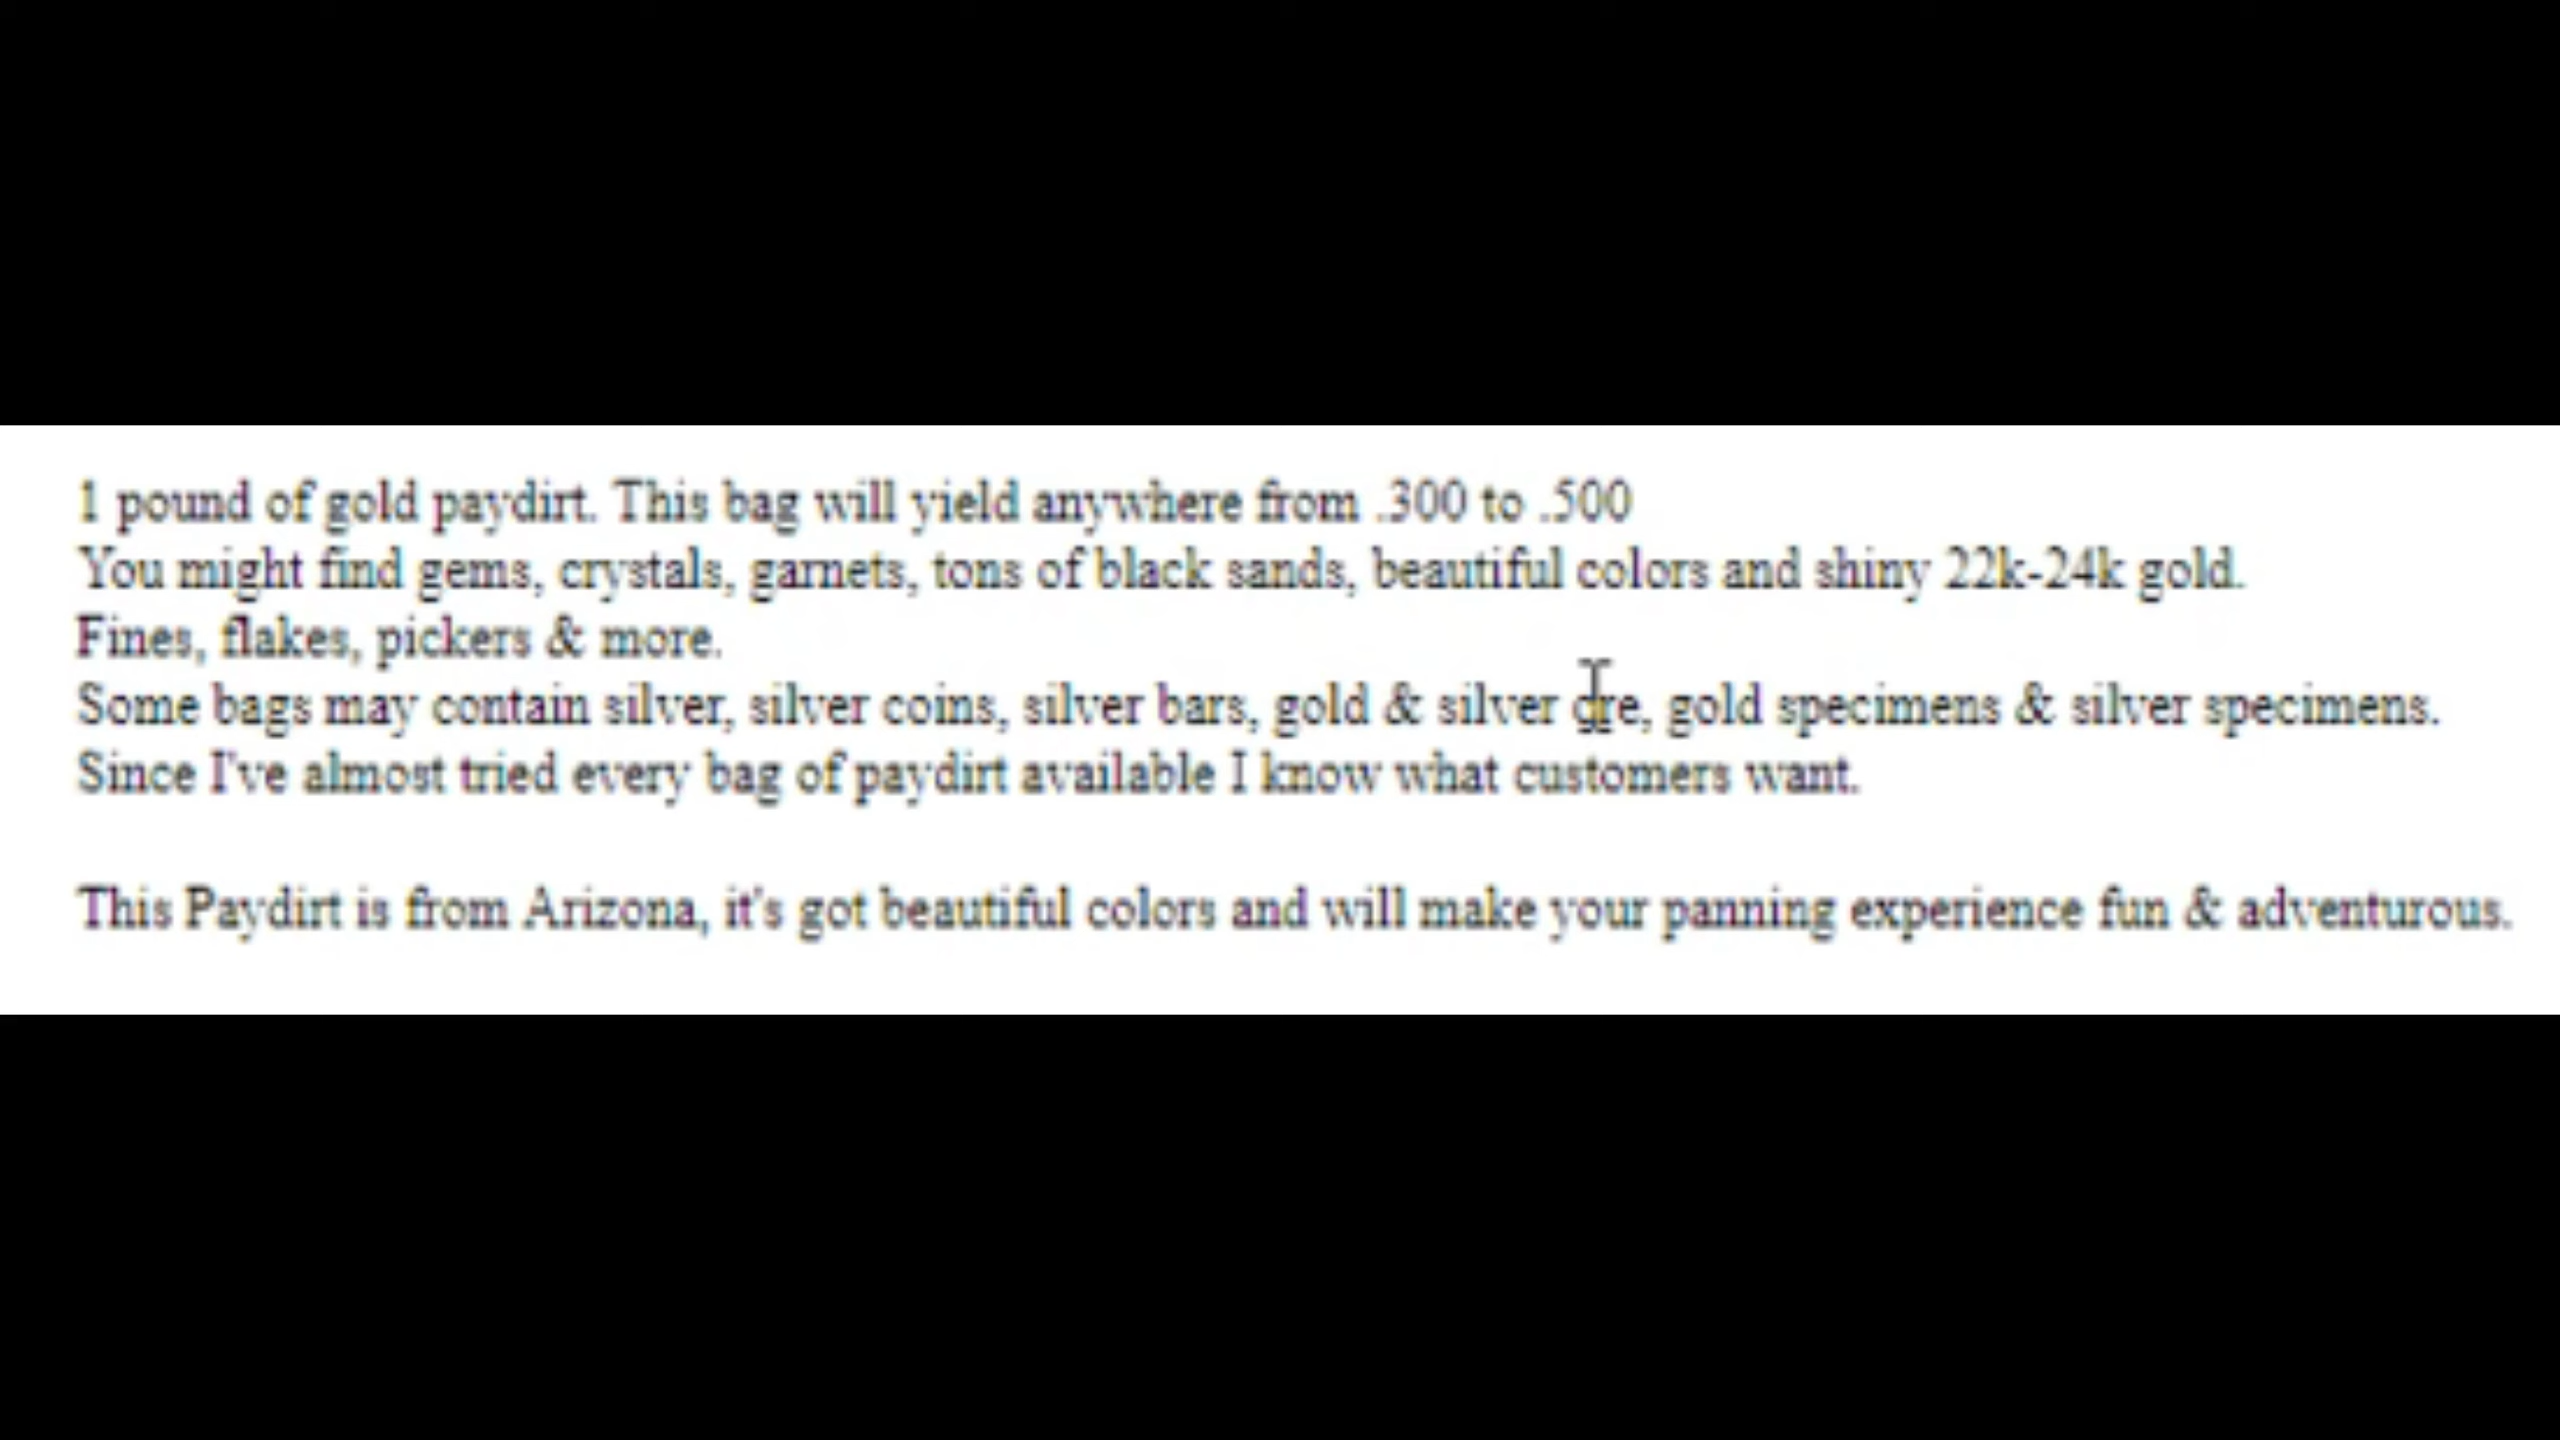 1 pound of gold paydirt. This bag will yield anywhere from .300 to .500
You might find gems, crystals, garnets, tons of black sands, beautiful colors and shiny 22k-24k gold.
Fines, flakes, pickers & more.
Some bags may contain silver, silver coins, silver bars, gold & silver ore, gold specimens & silver specimens.
Since I've almost tried every bag of paydirt available I know what customers want.
This Paydirt is from Arizona, it's got beautiful colors and will make your panning experience fun & adventurous.